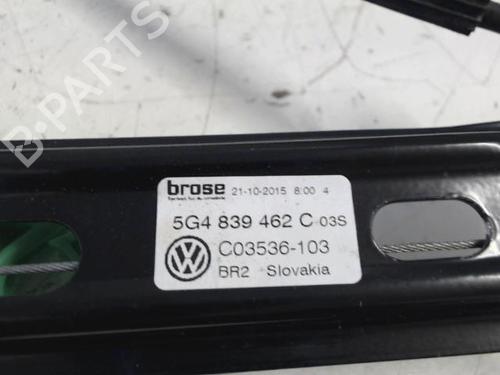 brose 21-10-2015 8:00 4
5G4 839 462 C 03S
C03536-103
BR2 Slovakia
B-PARTS